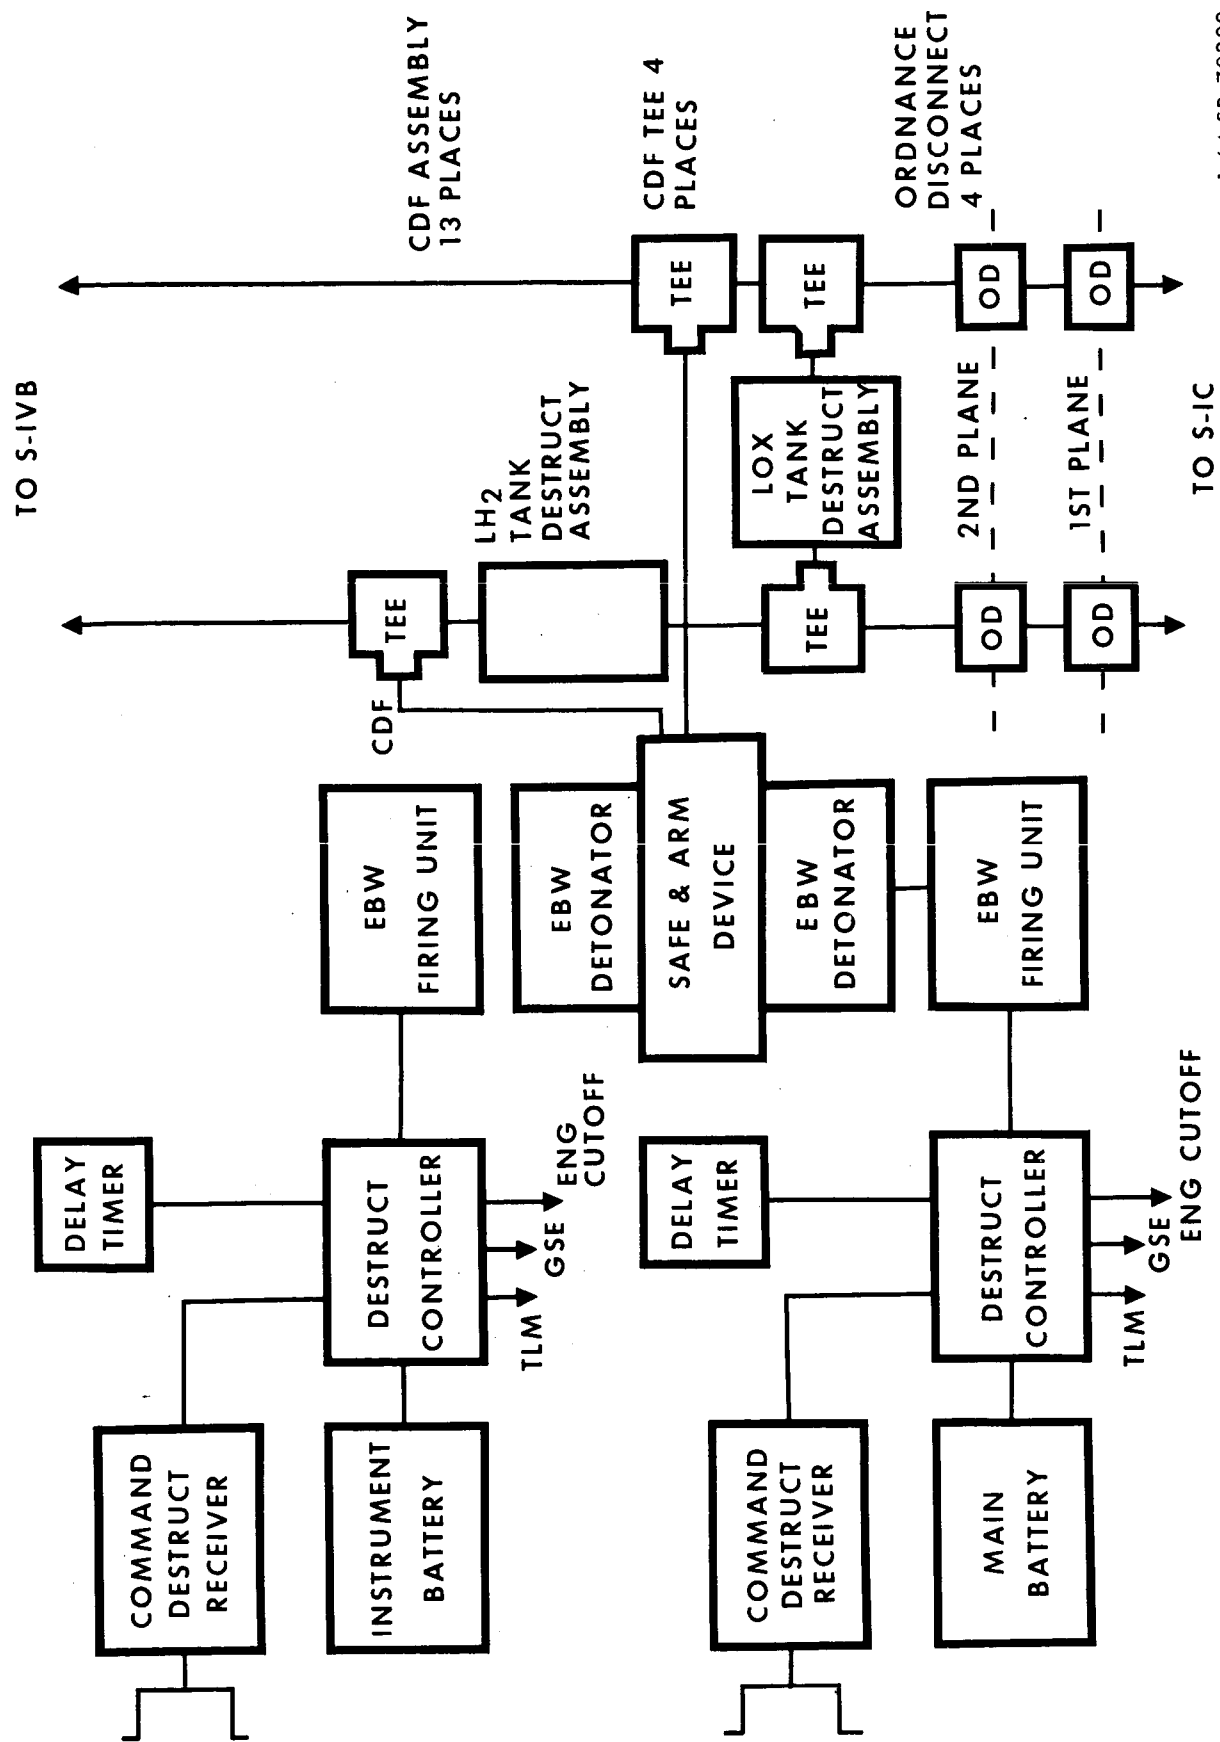 TO S-IVB
CDF ASSEMBLY
13 PLACES
TEE
CDF
LH2
TANK
DESTRUCT
ASSEMBLY
TEE
CDF TEE 4
PLACES
TEE
LOX
TANK
DESTRUCT
ASSEMBLY
TEE
ORDNANCE
DISCONNECT
4 PLACES
OD
2ND PLANE
OD
OD
1ST PLANE
OD
TO S-IC
DELAY
TIMER
COMMAND
DESTRUCT
RECEIVER
INSTRUMENT
BATTERY
DESTRUCT
CONTROLLER
EBW
FIRING UNIT
TLM
GSE
ENG
CUTOFF
EBW
DETONATOR
SAFE & ARM
DEVICE
EBW
DETONATOR
DELAY
TIMER
COMMAND
DESTRUCT
RECEIVER
MAIN
BATTERY
DESTRUCT
CONTROLLER
EBW
FIRING UNIT
TLM
GSE
ENG CUTOFF